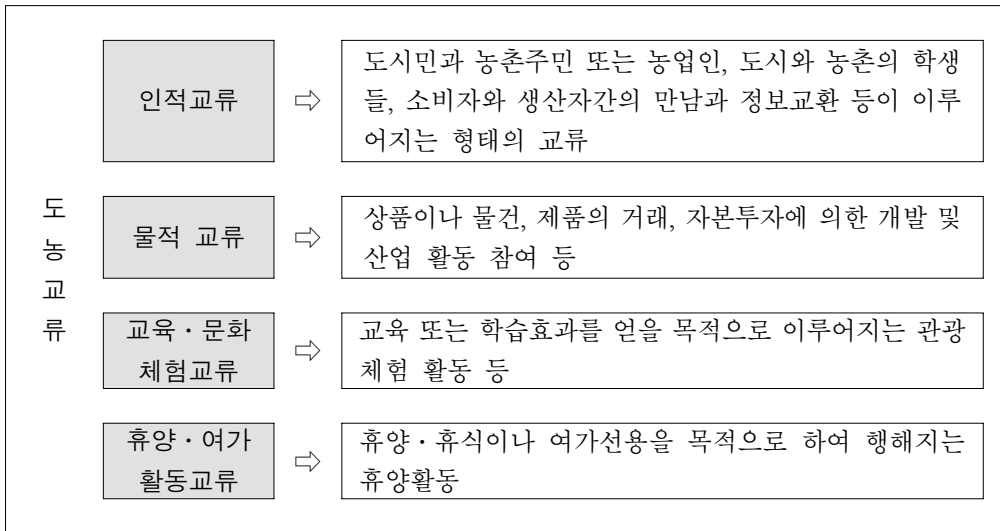 도
농
교
류
인적교류
⇨
도시민과 농촌주민 또는 농업인, 도시와 농촌의 학생
들, 소비자와 생산자간의 만남과 정보교환 등이 이루
어지는 형태의 교류
물적 교류
⇨
상품이나 물건, 제품의 거래, 자본투자에 의한 개발 및
산업 활동 참여 등
교육・문화
체험교류
⇨
교육 또는 학습효과를 얻을 목적으로 이루어지는 관광
체험 활동 등
휴양・여가
활동교류
⇨
휴양・휴식이나 여가선용을 목적으로 하여 행해지는
휴양활동